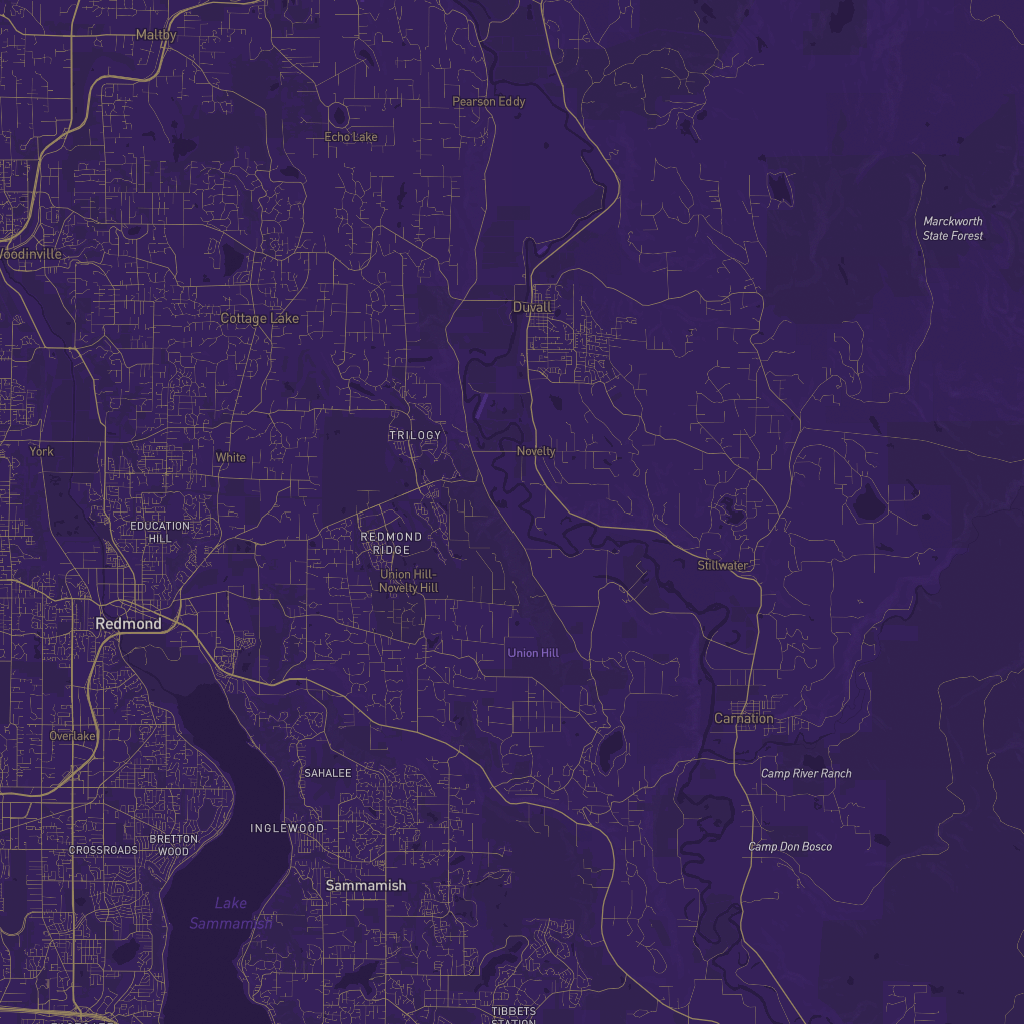 Maltby
Pearson Eddy
Echo Lake
Marckworth
State Forest
Woodinville
Duvall
Cottage Lake
TRILOGY
York
White
Novelty
EDUCATION
HILL
REDMOND
RIDGE
Union Hill-
Novelty Hill
Stillwater
Redmond
Union Hill
Carnation
Overlake
SAHALEE
Camp River Ranch
INGLEWOOD
BRETTON
WOOD
CROSSROADS
Camp Don Bosco
Sammamish
Lake
Sammamish
TIBBETS
STATION